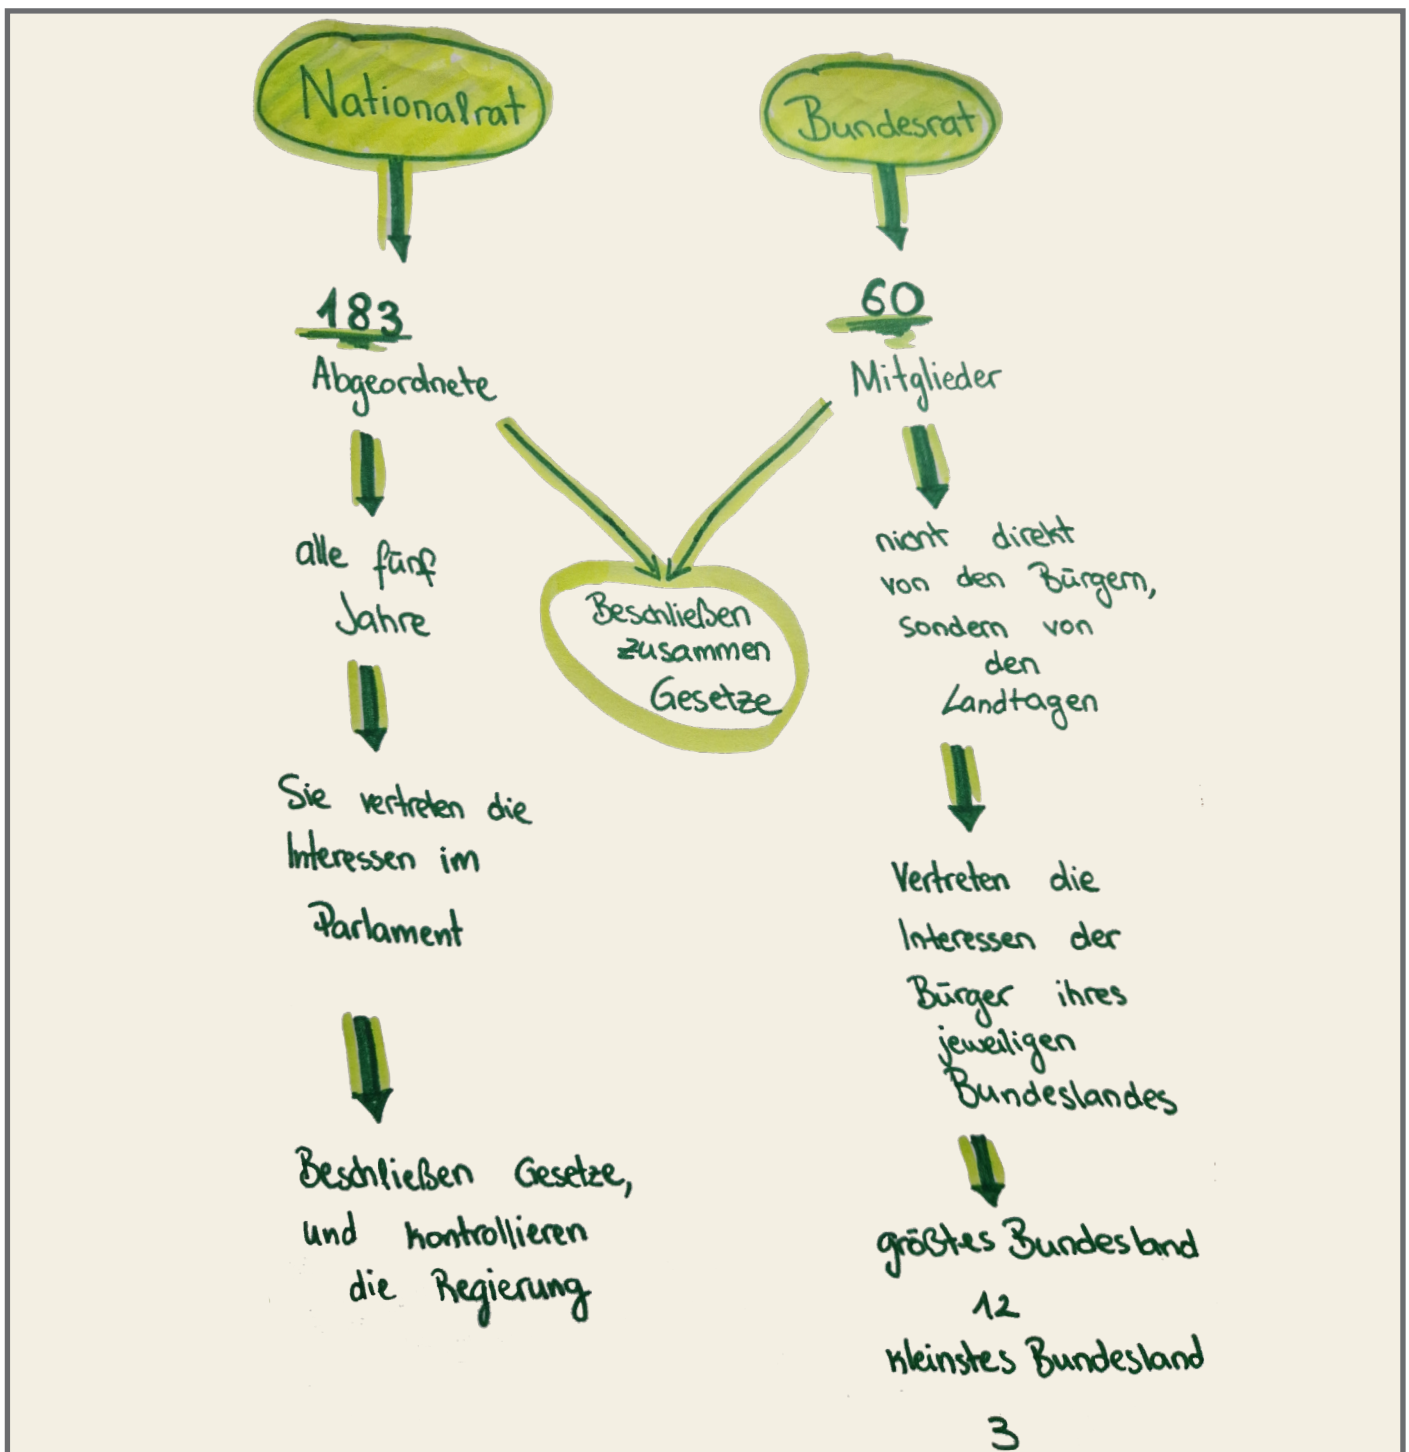 Nationalrat
183
Abgeordnete
alle fünf
Jahre
Sie vertreten die
Interessen im
Parlament
Beschließen Gesetze,
und kontrollieren
die Regierung
Beschließen
zusammen
Gesetze
Bundesrat
60
Mitglieder
nicht direkt
von den Bürgern,
sondern von
den
Landtagen
Vertreten die
Interessen der
Bürger ihres
jeweiligen
Bundeslandes
größtes Bundesland
12
kleinstes Bundesland
3